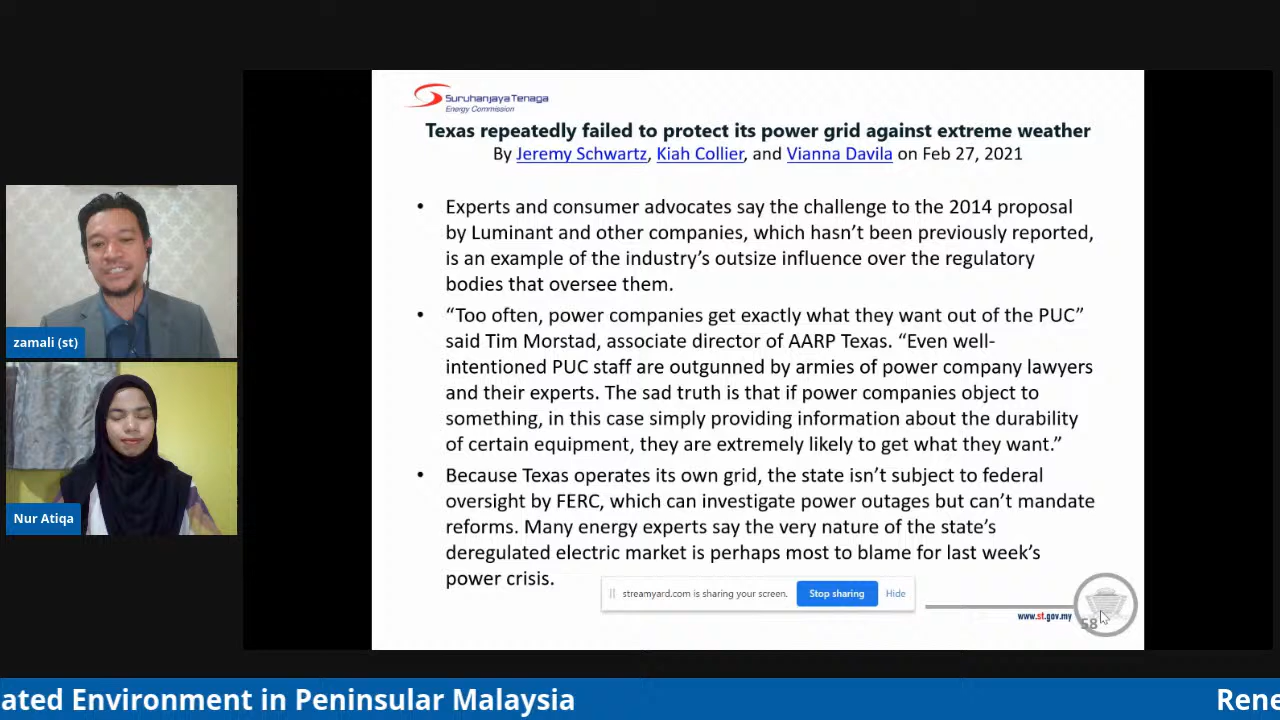 Suruhanjaya Tenaga
Energy Commission
Texas repeatedly failed to protect its power grid against extreme weather
By Jeremy Schwartz, Kiah Collier, and Vianna Davila on Feb 27, 2021
• Experts and consumer advocates say the challenge to the 2014 proposal
by Luminant and other companies, which hasn’t been previously reported,
is an example of the industry’s outsize influence over the regulatory
bodies that oversee them.
• “Too often, power companies get exactly what they want out of the PUC”
said Tim Morstad, associate director of AARP Texas. “Even well-
intentioned PUC staff are outgunned by armies of power company lawyers
and their experts. The sad truth is that if power companies object to
something, in this case simply providing information about the durability
of certain equipment, they are extremely likely to get what they want.”
• Because Texas operates its own grid, the state isn’t subject to federal
oversight by FERC, which can investigate power outages but can’t mandate
reforms. Many energy experts say the very nature of the state’s
deregulated electric market is perhaps most to blame for last week’s
power crisis.
streamyard.com is sharing your screen. Stop sharing Hide
www.st.gov.my
58
zamali (st)
Nur Atiqa
ated Environment in Peninsular Malaysia Rene